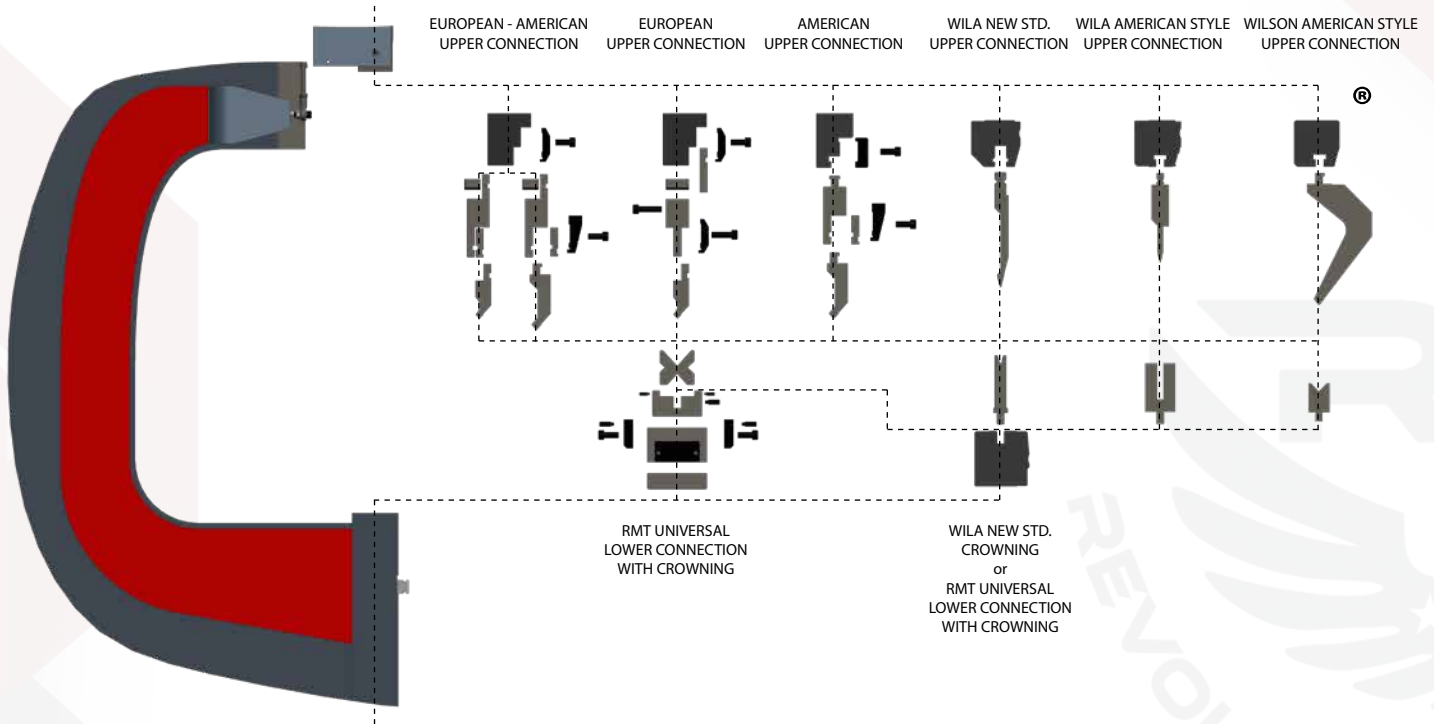 EUROPEAN - AMERICAN
UPPER CONNECTION
EUROPEAN
UPPER CONNECTION
AMERICAN
UPPER CONNECTION
WILA NEW STD.
UPPER CONNECTION
WILA AMERICAN STYLE
UPPER CONNECTION
WILSON AMERICAN STYLE
UPPER CONNECTION
®
RMT UNIVERSAL
LOWER CONNECTION
WITH CROWNING
WILA NEW STD.
CROWNING
or
RMT UNIVERSAL
LOWER CONNECTION
WITH CROWNING
REVOL